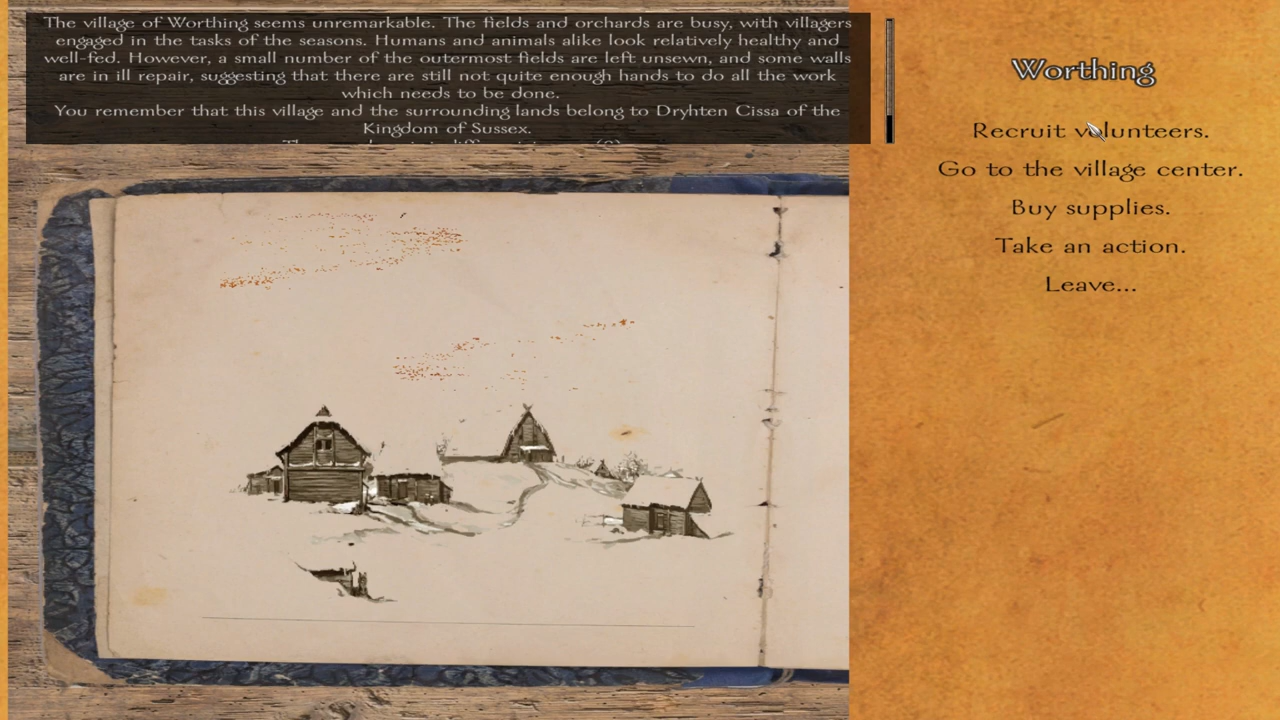 The village of Worthing seems unremarkable. The fields and orchards are busy, with villagers
engaged in the tasks of the seasons. Humans and animals alike look relatively healthy and
well-fed. However, a small number of the outermost fields are left unsewn, and some walls
are in ill repair, suggesting that there are still not quite enough hands to do all the work
which needs to be done.
You remember that this village and the surrounding lands belong to Dryhten Cissa of the
Kingdom of Sussex.
Worthing
Recruit volunteers.
Go to the village center.
Buy supplies.
Take an action.
Leave...